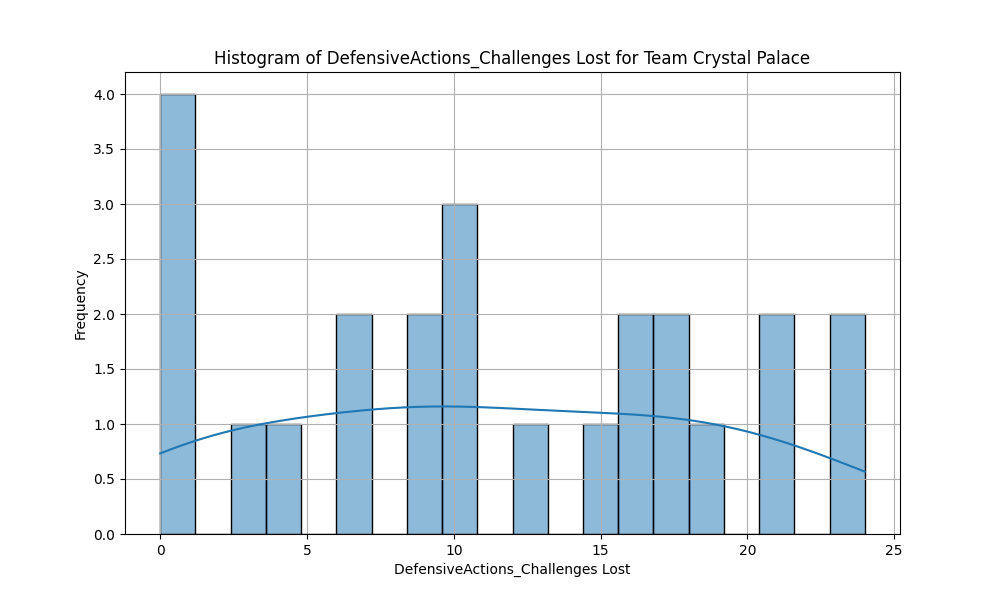 Histogram of DefensiveActions_Challenges Lost for Team Crystal Palace
4.0
3.5
3.0
2.5
2.0
1.5
1.0
0.5
0.0
Frequency
0 5 10 15 20 25
DefensiveActions_Challenges Lost